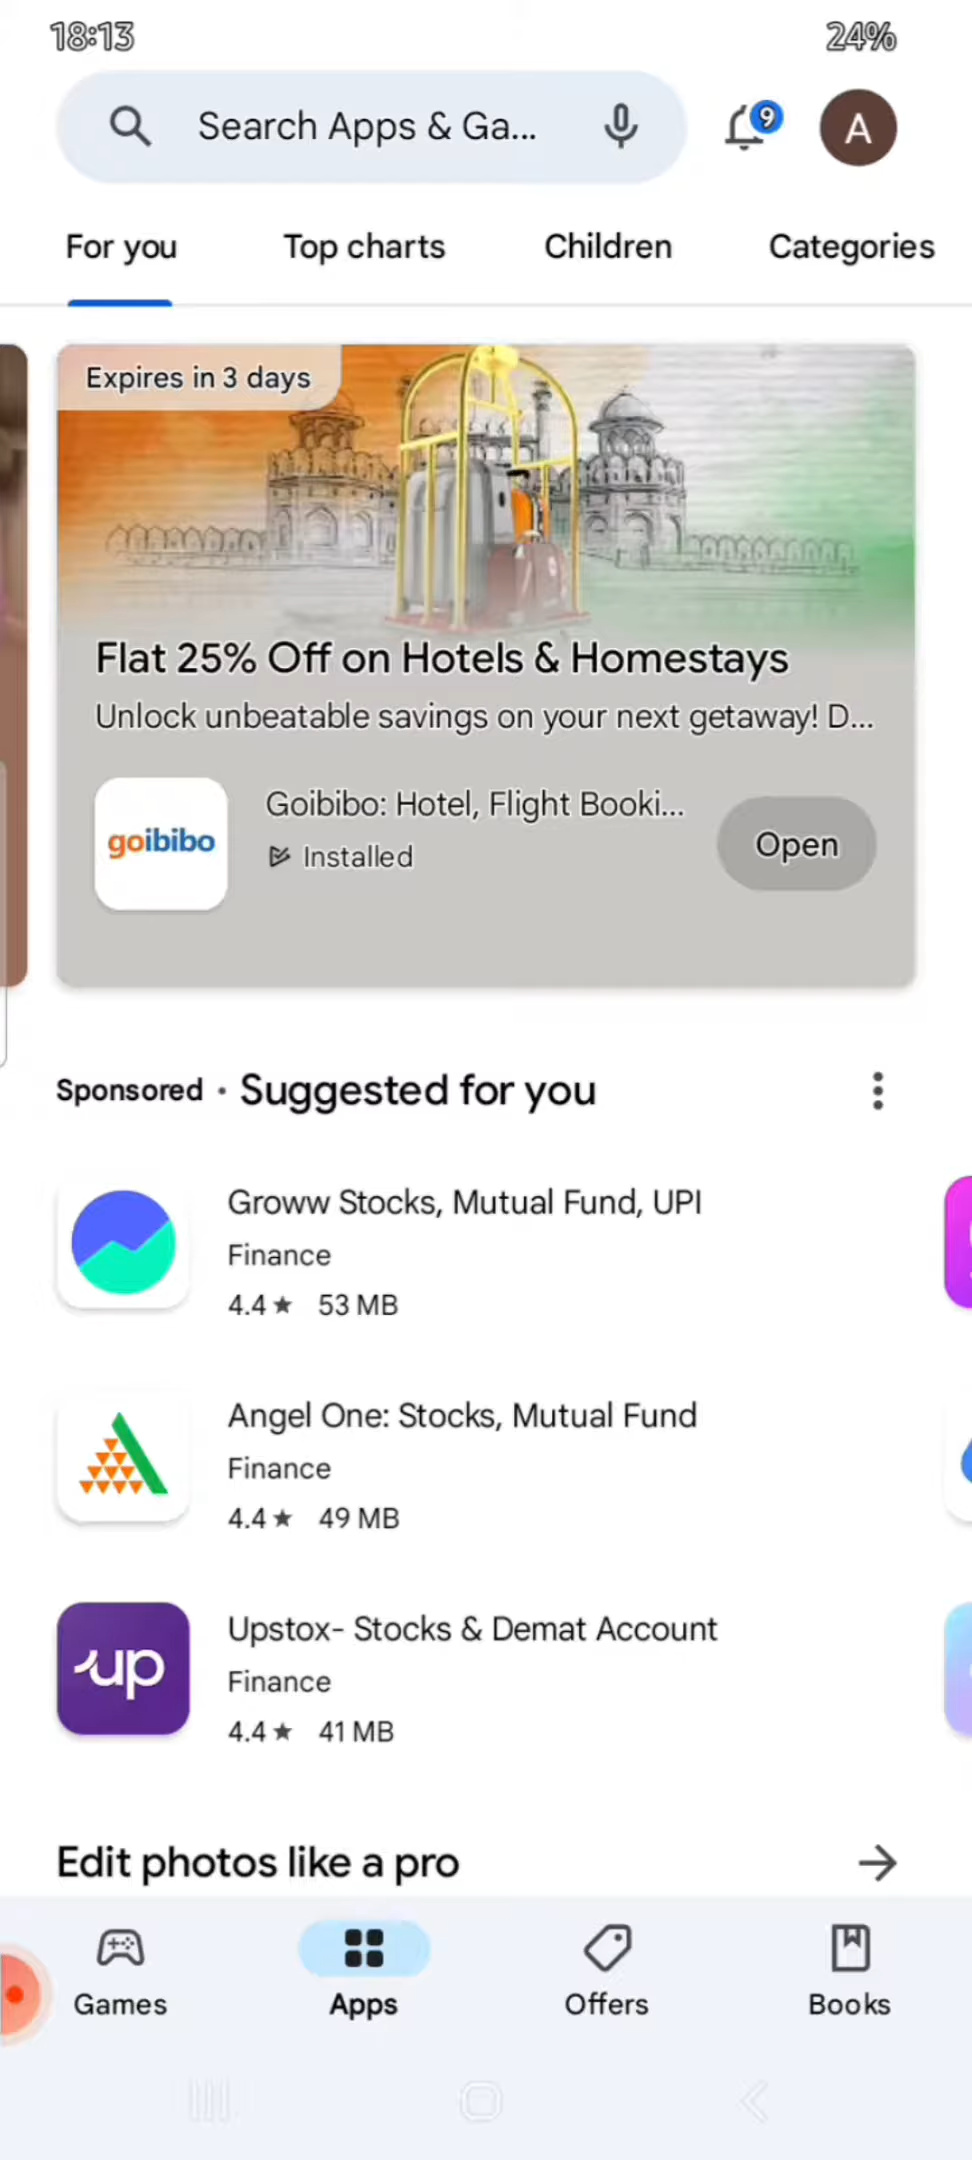 18:13
24%
Search Apps & Ga...
9
A
For you
Top charts
Children
Categories
Expires in 3 days
Flat 25% Off on Hotels & Homestays
Unlock unbeatable savings on your next getaway! D...
goibibo
Goibibo: Hotel, Flight Booki...
Installed
Open
Sponsored · Suggested for you
Groww Stocks, Mutual Fund, UPI
Finance
4.4★ 53 MB
Angel One: Stocks, Mutual Fund
Finance
4.4★ 49 MB
up
Upstox- Stocks & Demat Account
Finance
4.4★ 41 MB
Edit photos like a pro
Games
Apps
Offers
Books